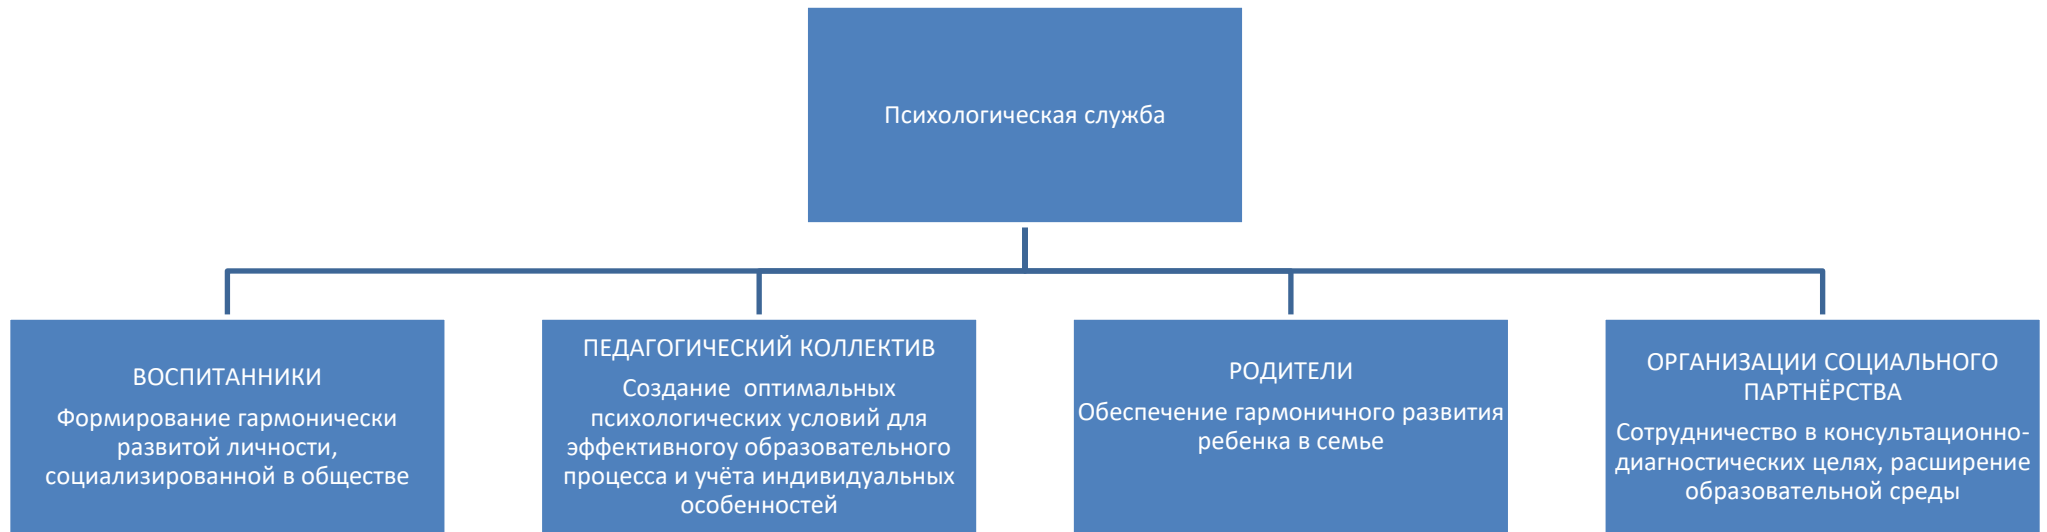 Психологическая служба
ВОСПИТАННИКИ
Формирование гармонически
развитой личности,
социализированной в обществе
ПЕДАГОГИЧЕСКИЙ КОЛЛЕКТИВ
Создание  оптимальных
психологических условий для
эффективногоу образовательного
процесса и учёта индивидуальных
особенностей
РОДИТЕЛИ
Обеспечение гармоничного развития
ребенка в семье
ОРГАНИЗАЦИИ СОЦИАЛЬНОГО
ПАРТНЁРСТВА
Сотрудничество в консультационно-
диагностических целях, расширение
образовательной среды